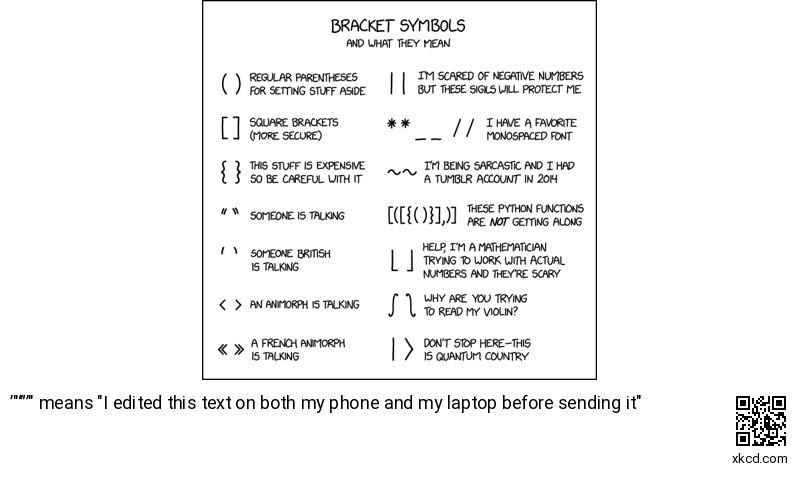 BRACKET SYMBOLS
AND WHAT THEY MEAN
( ) REGULAR PARENTHESES
FOR SETTING STUFF ASIDE
[ ] SQUARE BRACKETS
(MORE SECURE)
{ } THIS STUFF IS EXPENSIVE
SO BE CAREFUL WITH IT
" " SOMEONE IS TALKING
' ' SOMEONE BRITISH
IS TALKING
< > AN ANIMORPH IS TALKING
« » A FRENCH ANIMORPH
IS TALKING
| | I'M SCARED OF NEGATIVE NUMBERS
BUT THESE SIGILS WILL PROTECT ME
* * _ _ / / I HAVE A FAVORITE
MONOSPACED FONT
~~ I'M BEING SARCASTIC AND I HAD
A TUMBLR ACCOUNT IN 2014
[([{()}],)] THESE PYTHON FUNCTIONS
ARE NOT GETTING ALONG
⌊ ⌋ HELP, I'M A MATHEMATICIAN
TRYING TO WORK WITH ACTUAL
NUMBERS AND THEY'RE SCARY
ʃ ʅ WHY ARE YOU TRYING
TO READ MY VIOLIN?
| 〉 DON'T STOP HERE—THIS
IS QUANTUM COUNTRY
means "I edited this text on both my phone and my laptop before sending it"
xkcd.com